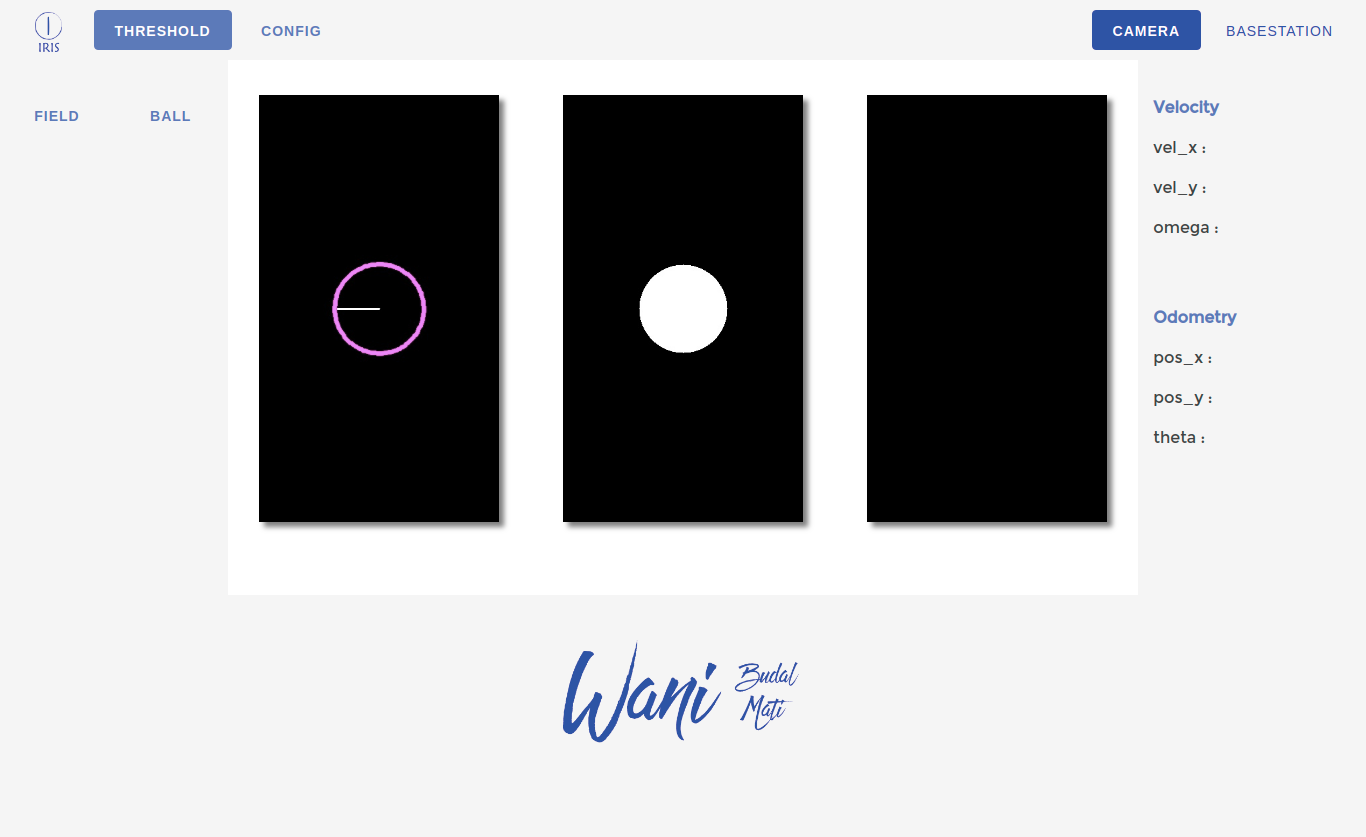 IRIS
THRESHOLD
CONFIG
CAMERA
BASESTATION
FIELD
BALL
Velocity
vel_x :
vel_y :
omega :
Odometry
pos_x :
pos_y :
theta :
Wani
Budal
Mati